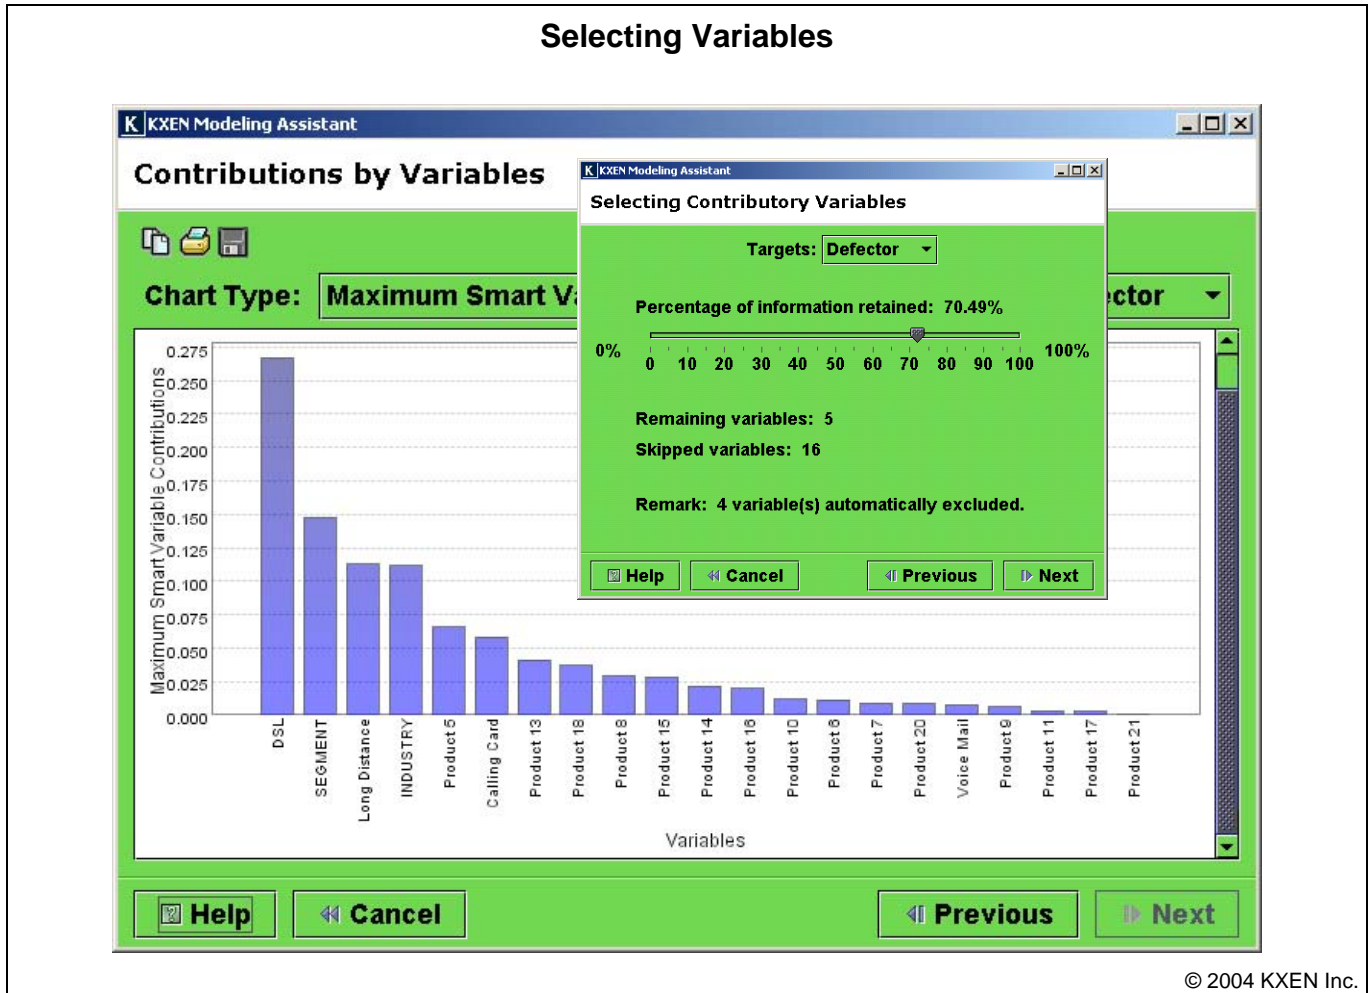 Selecting Variables
K KXEN Modeling Assistant
Contributions by Variables
K KXEN Modeling Assistant
Selecting Contributory Variables
Targets: Defector
Percentage of information retained: 70.49%
0% 100%
0 10 20 30 40 50 60 70 80 90 100
Remaining variables: 5
Skipped variables: 16
Remark: 4 variable(s) automatically excluded.
Help Cancel Previous Next
Chart Type: Maximum Smart
Maximum Smart Variable Contributions
0.275
0.250
0.225
0.200
0.175
0.150
0.125
0.100
0.075
0.050
0.025
0.000
DSL
SEGMENT
Long Distance
INDUSTRY
Product 5
Calling Card
Product 13
Product 18
Product 8
Product 15
Product 14
Product 16
Product 10
Product 6
Product 7
Product 20
Voice Mail
Product 9
Product 11
Product 17
Product 21
Variables
Help Cancel Previous Next
© 2004 KXEN Inc.